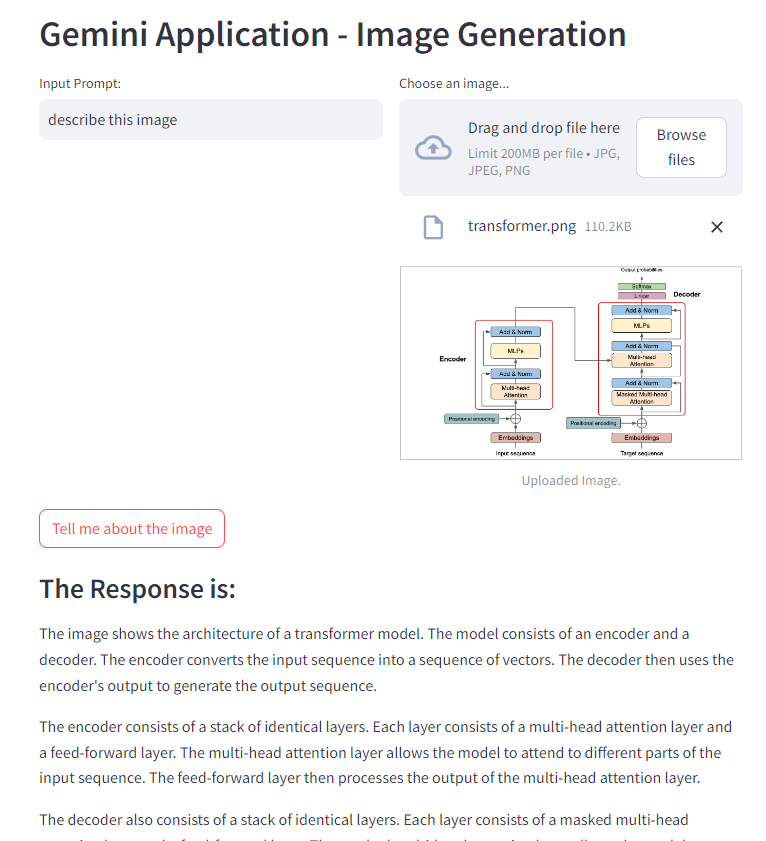 Gemini Application - Image Generation
Input Prompt:
describe this image
Choose an image...
Drag and drop file here
Limit 200MB per file • JPG,
JPEG, PNG
Browse
files
transformer.png 110.2KB
Output probabilities
Softmax
Linear
Decoder
Add & Norm
MLPs
Add & Norm
Multi-head
Attention
Add & Norm
Masked Multi-head
Attention
Positional encoding
Embeddings
Target sequence
Encoder
Add & Norm
MLPs
Add & Norm
Multi-head
Attention
Positional encoding
Embeddings
Input sequence
Uploaded Image.
Tell me about the image
The Response is:
The image shows the architecture of a transformer model. The model consists of an encoder and a
decoder. The encoder converts the input sequence into a sequence of vectors. The decoder then uses the
encoder's output to generate the output sequence.
The encoder consists of a stack of identical layers. Each layer consists of a multi-head attention layer and
a feed-forward layer. The multi-head attention layer allows the model to attend to different parts of the
input sequence. The feed-forward layer then processes the output of the multi-head attention layer.
The decoder also consists of a stack of identical layers. Each layer consists of a masked multi-head